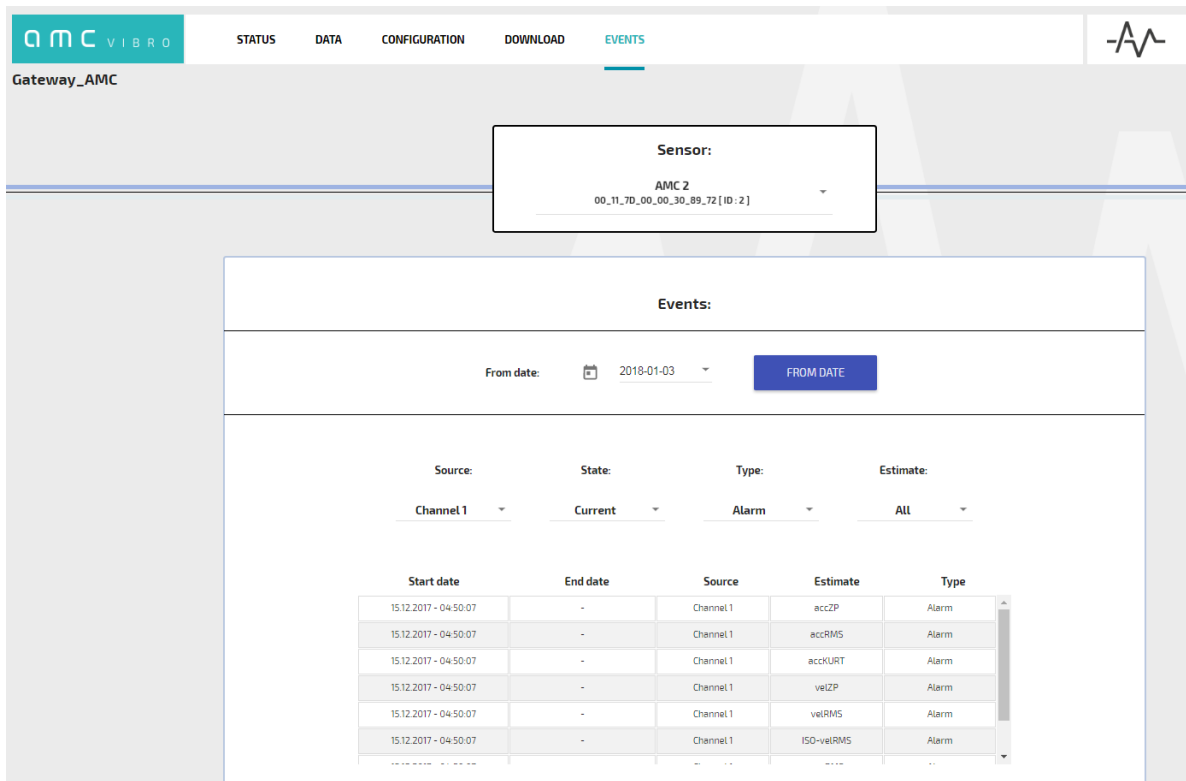 amc VIBRO STATUS DATA CONFIGURATION DOWNLOAD EVENTS
Gateway_AMC
Sensor:
AMC 2
00_11_7D_00_00_30_89_72 [ ID : 2 ]
Events:
From date: 2018-01-03 FROM DATE
Source: State: Type: Estimate:
Channel 1 Current Alarm All
Start date End date Source Estimate Type
15.12.2017 - 04:50:07 - Channel 1 accZP Alarm
15.12.2017 - 04:50:07 - Channel 1 accRMS Alarm
15.12.2017 - 04:50:07 - Channel 1 accKURT Alarm
15.12.2017 - 04:50:07 - Channel 1 velZP Alarm
15.12.2017 - 04:50:07 - Channel 1 velRMS Alarm
15.12.2017 - 04:50:07 - Channel 1 ISO-velRMS Alarm